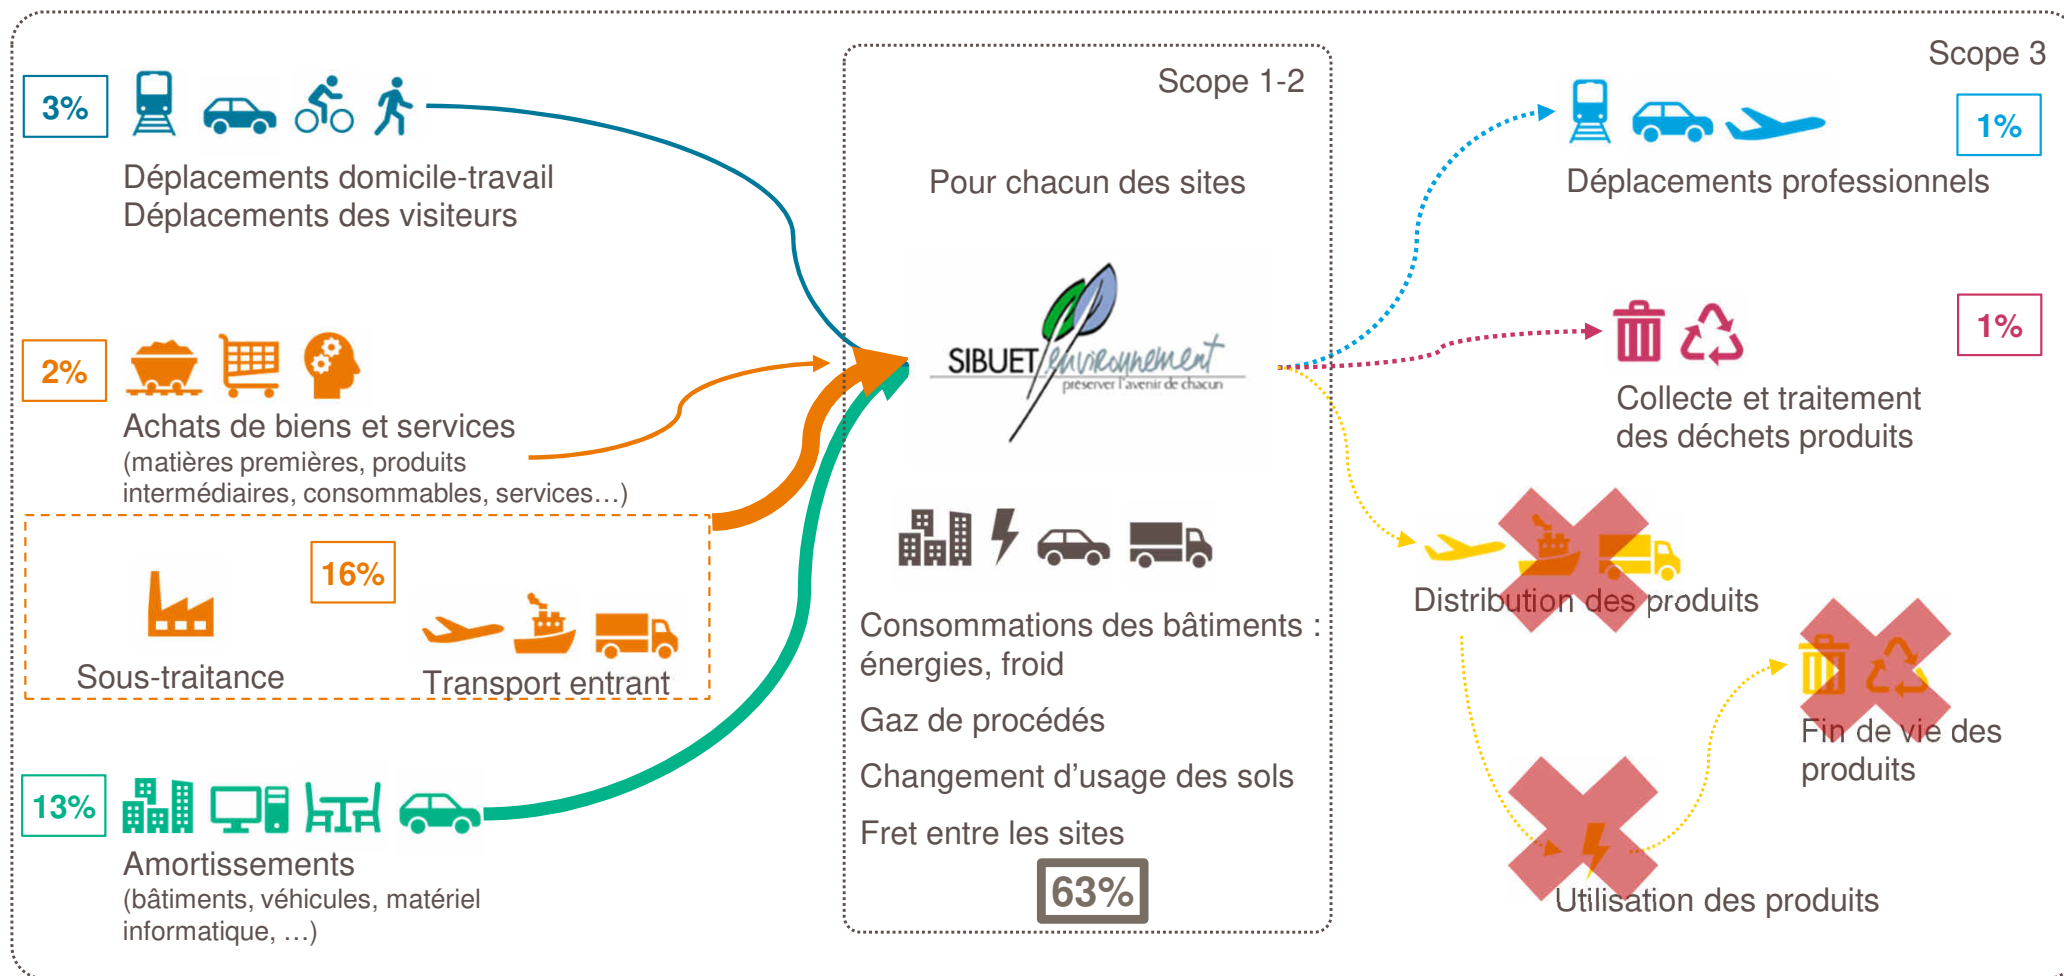 Scope 3
Scope 1-2
3%
Déplacements domicile-travail
Déplacements des visiteurs
2%
Achats de biens et services
(matières premières, produits
intermédiaires, consommables, services…)
16%
Sous-traitance
Transport entrant
13%
Amortissements
(bâtiments, véhicules, matériel
informatique, …)
Pour chacun des sites
SIBUET environnement
préserver l'avenir de chacun
Consommations des bâtiments :
énergies, froid
Gaz de procédés
Changement d’usage des sols
Fret entre les sites
63%
1%
Déplacements professionnels
1%
Collecte et traitement
des déchets produits
Distribution des produits
Fin de vie des
produits
Utilisation des produits